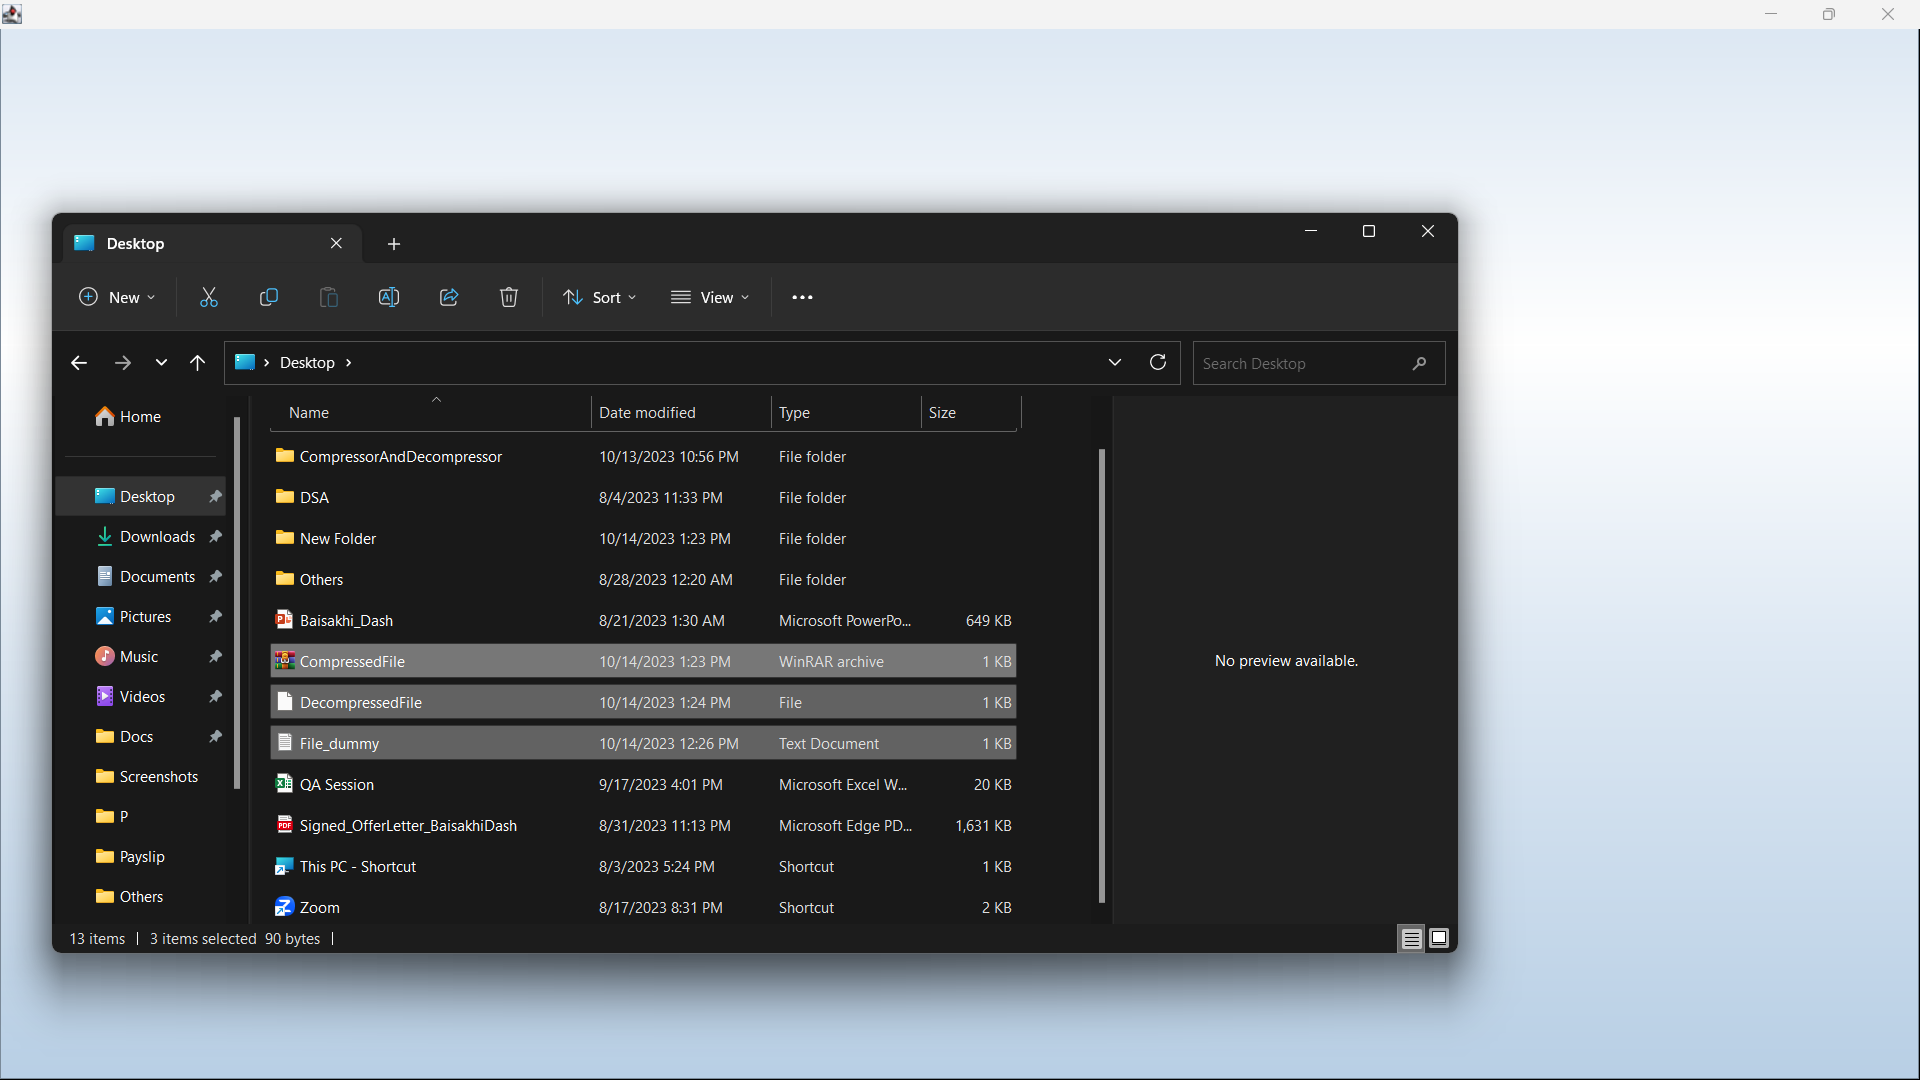 Desktop
New
Sort
View
Desktop
Search Desktop
Home
Desktop
Downloads
Documents
Pictures
Music
Videos
Docs
Screenshots
P
Payslip
Others
Name Date modified Type Size
CompressorAndDecompressor 10/13/2023 10:56 PM File folder
DSA 8/4/2023 11:33 PM File folder
New Folder 10/14/2023 1:23 PM File folder
Others 8/28/2023 12:20 AM File folder
Baisakhi_Dash 8/21/2023 1:30 AM Microsoft PowerPo... 649 KB
CompressedFile 10/14/2023 1:23 PM WinRAR archive 1 KB
DecompressedFile 10/14/2023 1:24 PM File 1 KB
File_dummy 10/14/2023 12:26 PM Text Document 1 KB
QA Session 9/17/2023 4:01 PM Microsoft Excel W... 20 KB
Signed_OfferLetter_BaisakhiDash 8/31/2023 11:13 PM Microsoft Edge PD... 1,631 KB
This PC - Shortcut 8/3/2023 5:24 PM Shortcut 1 KB
Zoom 8/17/2023 8:31 PM Shortcut 2 KB
No preview available.
13 items 3 items selected 90 bytes